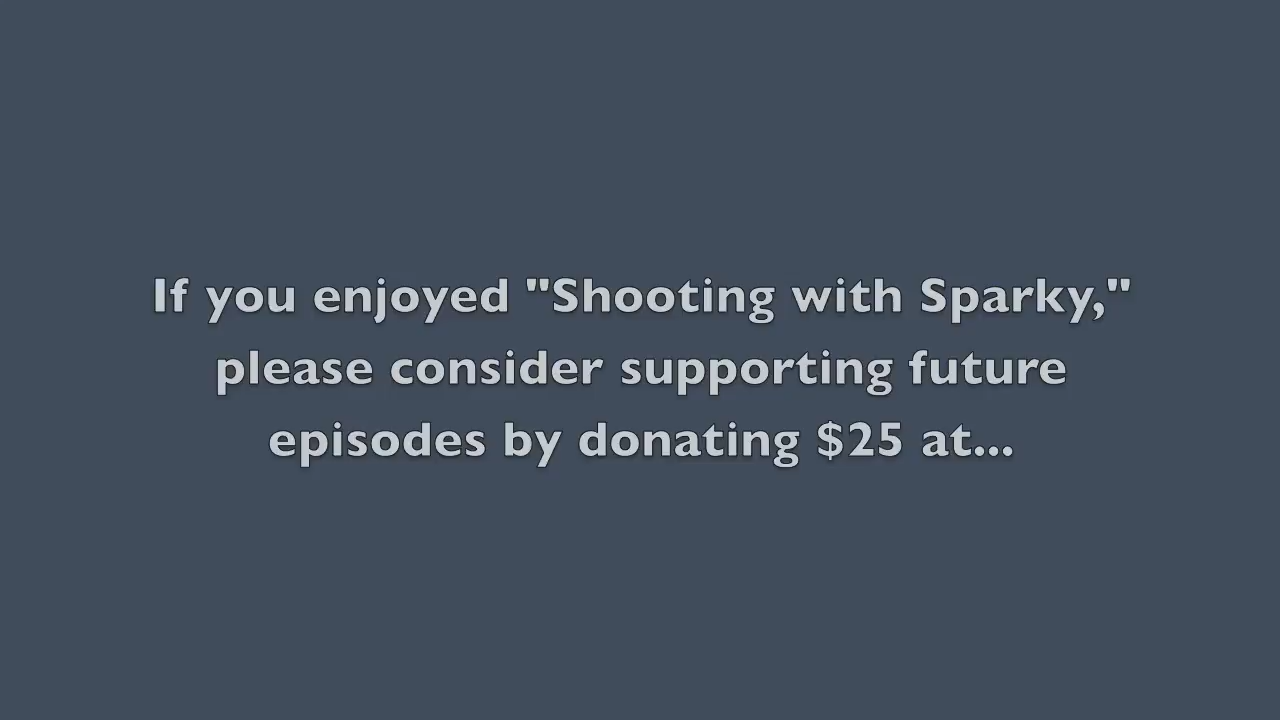 If you enjoyed "Shooting with Sparky,"
please consider supporting future
episodes by donating $25 at...